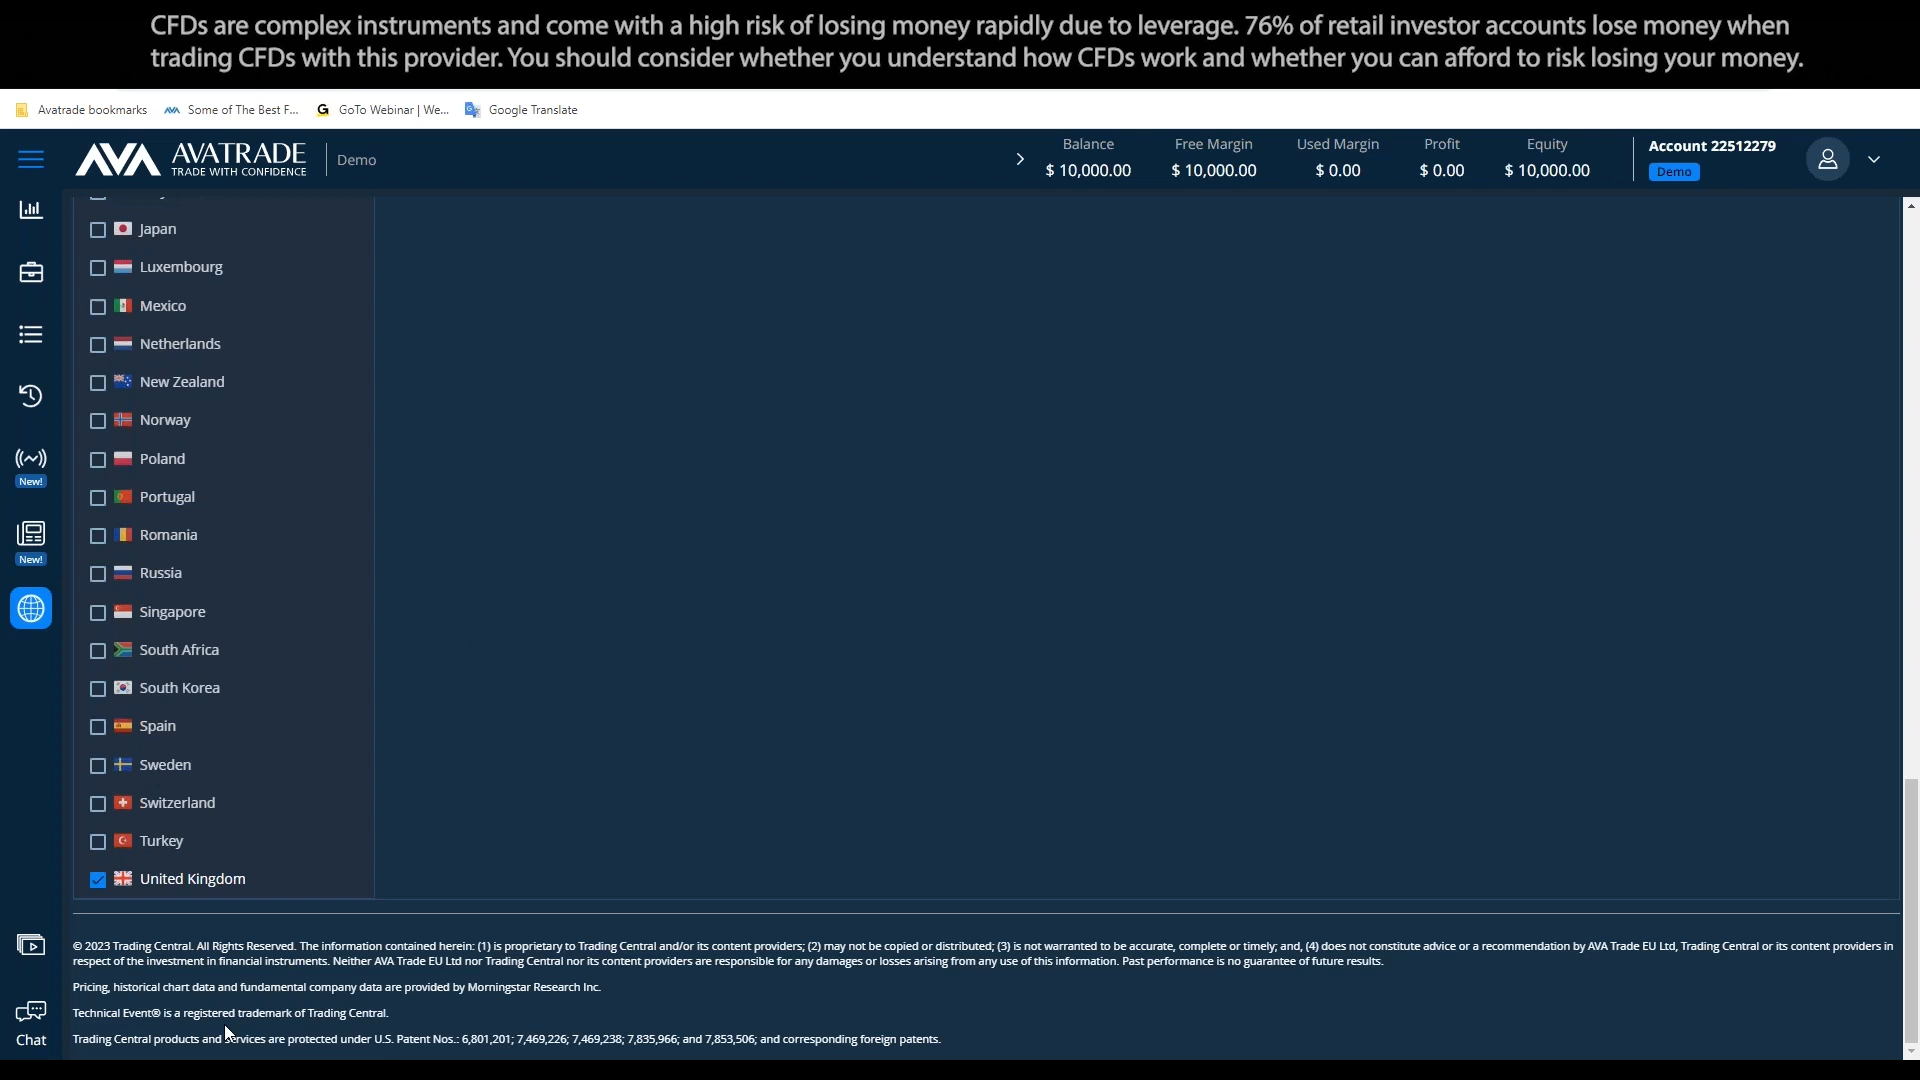 CFDs are complex instruments and come with a high risk of losing money rapidly due to leverage. 76% of retail investor accounts lose money when
trading CFDs with this provider. You should consider whether you understand how CFDs work and whether you can afford to risk losing your money.
Avatrade bookmarks
Some of The Best F...
GoTo Webinar | We...
Google Translate
AVA AVATRADE
TRADE WITH CONFIDENCE
Demo
Balance
$ 10,000.00
Free Margin
$ 10,000.00
Used Margin
$ 0.00
Profit
$ 0.00
Equity
$ 10,000.00
Account 22512279
Demo
New!
New!
Chat
Japan
Luxembourg
Mexico
Netherlands
New Zealand
Norway
Poland
Portugal
Romania
Russia
Singapore
South Africa
South Korea
Spain
Sweden
Switzerland
Turkey
United Kingdom
© 2023 Trading Central. All Rights Reserved. The information contained herein: (1) is proprietary to Trading Central and/or its content providers; (2) may not be copied or distributed; (3) is not warranted to be accurate, complete or timely; and, (4) does not constitute advice or a recommendation by AVA Trade EU Ltd, Trading Central or its content providers in
respect of the investment in financial instruments. Neither AVA Trade EU Ltd nor Trading Central nor its content providers are responsible for any damages or losses arising from any use of this information. Past performance is no guarantee of future results.
Pricing, historical chart data and fundamental company data are provided by Morningstar Research Inc.
Technical Event® is a registered trademark of Trading Central.
Trading Central products and services are protected under U.S. Patent Nos.: 6,801,201; 7,469,226; 7,469,238; 7,835,966; and 7,853,506; and corresponding foreign patents.